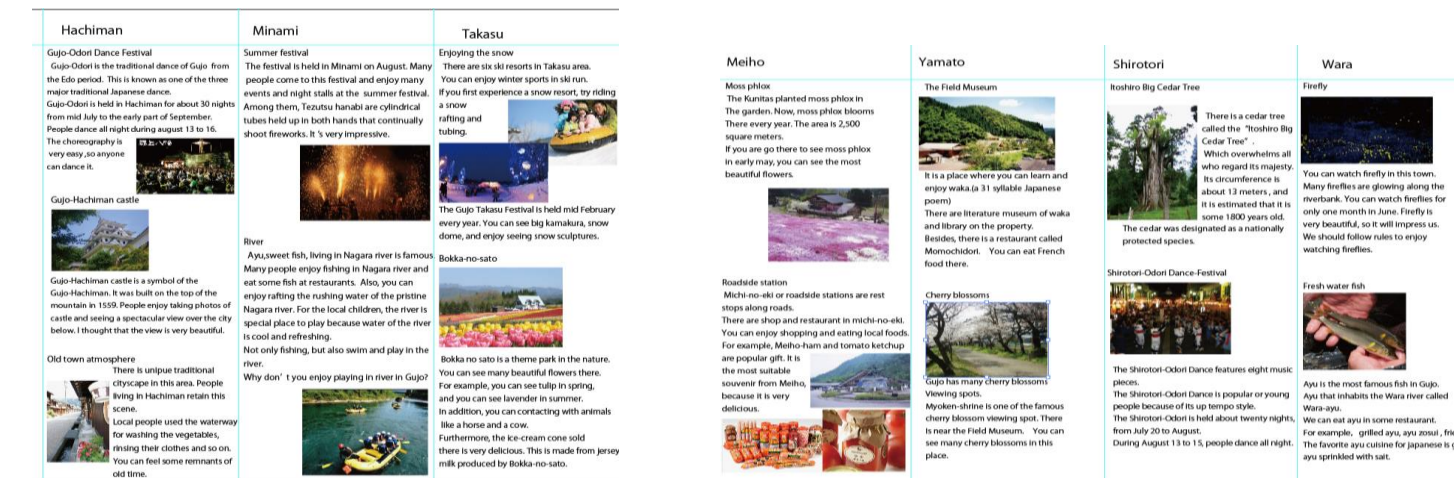 Hachiman
Gujo-Odori Dance Festival
Gujo-Odori is the traditional dance of Gujo from
the Edo period. This is known as one of the three
major traditional Japanese dance.
Gujo-Odori is held in Hachiman for about 30 nights
from mid July to the early part of September.
People dance all night during august 13 to 16.
The choreography is
very easy ,so anyone
can dance it.
Gujo-Hachiman castle
Gujo-Hachiman castle is a symbol of the
Gujo-Hachiman. It was built on the top of the
mountain in 1559. People enjoy taking photos of
castle and seeing a spectacular view over the city
below. I thought that the view is very beautiful.
Old town atmosphere
There is unipue traditional
cityscape in this area. People
living in Hachiman retain this
scene.
Local people used the waterway
for washing the vegetables,
rinsing their clothes and so on.
You can feel some remnants of
old time.
Minami
Summer festival
The festival is held in Minami on August. Many
people come to this festival and enjoy many
events and night stalls at the summer festival.
Among them, Tezutsu hanabi are cylindrical
tubes held up in both hands that continually
shoot fireworks. It 's very impressive.
River
Ayu,sweet fish, living in Nagara river is famous.
Many people enjoy fishing in Nagara river and
eat some fish at restaurants. Also, you can
enjoy rafting the rushing water of the pristine
Nagara river. For the local children, the river is
special place to play because water of the river
is cool and refreshing.
Not only fishing, but also swim and play in the
river.
Why don' t you enjoy playing in river in Gujo?
Takasu
Enjoying the snow
There are six ski resorts in Takasu area.
You can enjoy winter sports in ski run.
If you first experience a snow resort, try riding
a snow
rafting and
tubing.
The Gujo Takasu Festival is held mid February
every year. You can see big kamakura, snow
dome, and enjoy seeing snow sculptures.
Bokka-no-sato
Bokka no sato is a theme park in the nature.
You can see many beautiful flowers there.
For example, you can see tulip in spring,
and you can see lavender in summer.
In addition, you can contacting with animals
like a horse and a cow.
Furthermore, the ice-cream cone sold
there is very delicious. This is made from jersey
milk produced by Bokka-no-sato.
Meiho
Moss phlox
The Kunitas planted moss phlox in
The garden. Now, moss phlox blooms
There every year. The area is 2,500
square meters.
If you are go there to see moss phlox
in early may, you can see the most
beautiful flowers.
Roadside station
Michi-no-eki or roadside stations are rest
stops along roads.
There are shop and restaurant in michi-no-eki.
You can enjoy shopping and eating local foods.
For example, Meiho-ham and tomato ketchup
are popular gift. It is
the most suitable
souvenir from Meiho,
because it is very
delicious.
Yamato
The Field Museum
It is a place where you can learn and
enjoy waka.(a 31 syllable Japanese
poem)
There are literature museum of waka
and library on the property.
Besides, there is a restaurant called
Momochidori. You can eat French
food there.
Cherry blossoms
Gujo has many cherry blossoms
Viewing spots.
Myoken-shrine is one of the famous
cherry blossom viewing spot. There
Is near the Field Museum. You can
see many cherry blossoms in this
place.
Shirotori
Itoshiro Big Cedar Tree
There is a cedar tree
called the "Itoshiro Big
Cedar Tree" .
Which overwhelms all
who regard its majesty.
Its circumference is
about 13 meters , and
it is estimated that it is
some 1800 years old.
The cedar was designated as a nationally
protected species.
Shirotori-Odori Dance-Festival
The Shirotori-Odori Dance features eight music
pieces.
The Shirotori-Odori Dance is popular or young
people because of its up tempo style.
The Shirotori-Odori is held about twenty nights,
from July 20 to August.
During August 13 to 15, people dance all night.
Wara
Firefly
You can watch firefly in this town.
Many fireflies are glowing along the
riverbank. You can watch fireflies for
only one month in June. Firefly is
very beautiful, so it will impress us.
We should follow rules to enjoy
watching fireflies.
Fresh water fish
Ayu is the most famous fish in Gujo.
Ayu that inhabits the Wara river called
Wara-ayu.
We can eat ayu in some restaurant.
For example, grilled ayu, ayu zosui ,
The favorite ayu cuisine for japanese is
ayu sprinkled with salt.